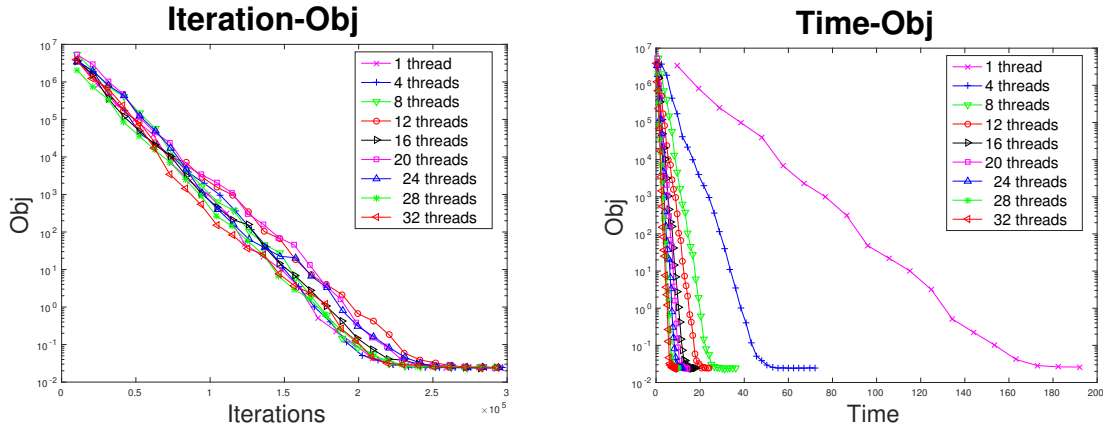 Iteration-Obj
10^7
10^6
10^5
10^4
10^3
10^2
10^1
10^0
10^-1
10^-2
Obj
0.5
1
1.5
2
2.5
3
×10^5
Iterations
1 thread
4 threads
8 threads
12 threads
16 threads
20 threads
24 threads
28 threads
32 threads
Time-Obj
10^7
10^6
10^5
10^4
10^3
10^2
10^1
10^0
10^-1
10^-2
Obj
0
20
40
60
80
100
120
140
160
180
200
Time
1 thread
4 threads
8 threads
12 threads
16 threads
20 threads
24 threads
28 threads
32 threads